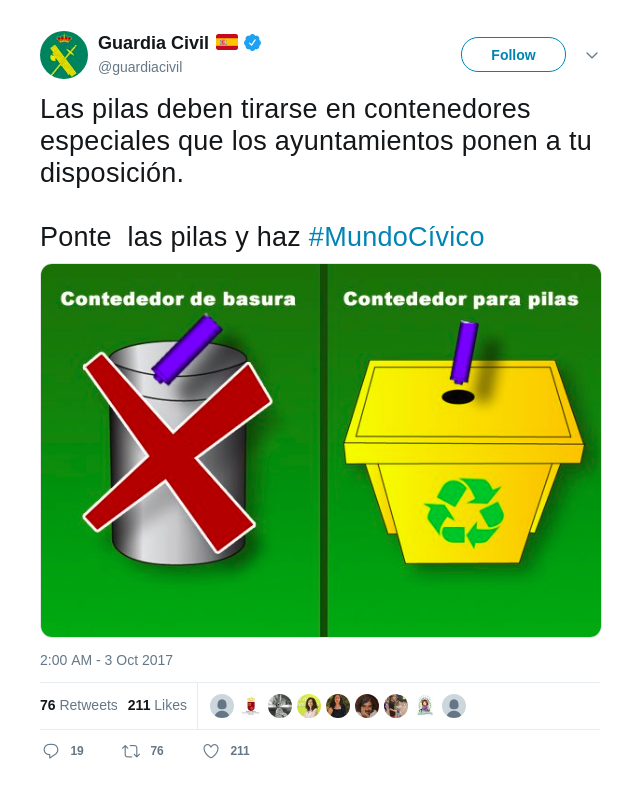 Guardia Civil
@guardiacivil
Follow
Las pilas deben tirarse en contenedores
especiales que los ayuntamientos ponen a tu
disposición.
Ponte  las pilas y haz #MundoCívico
Contededor de basura
Contededor para pilas
2:00 AM - 3 Oct 2017
76 Retweets 211 Likes
19 76 211